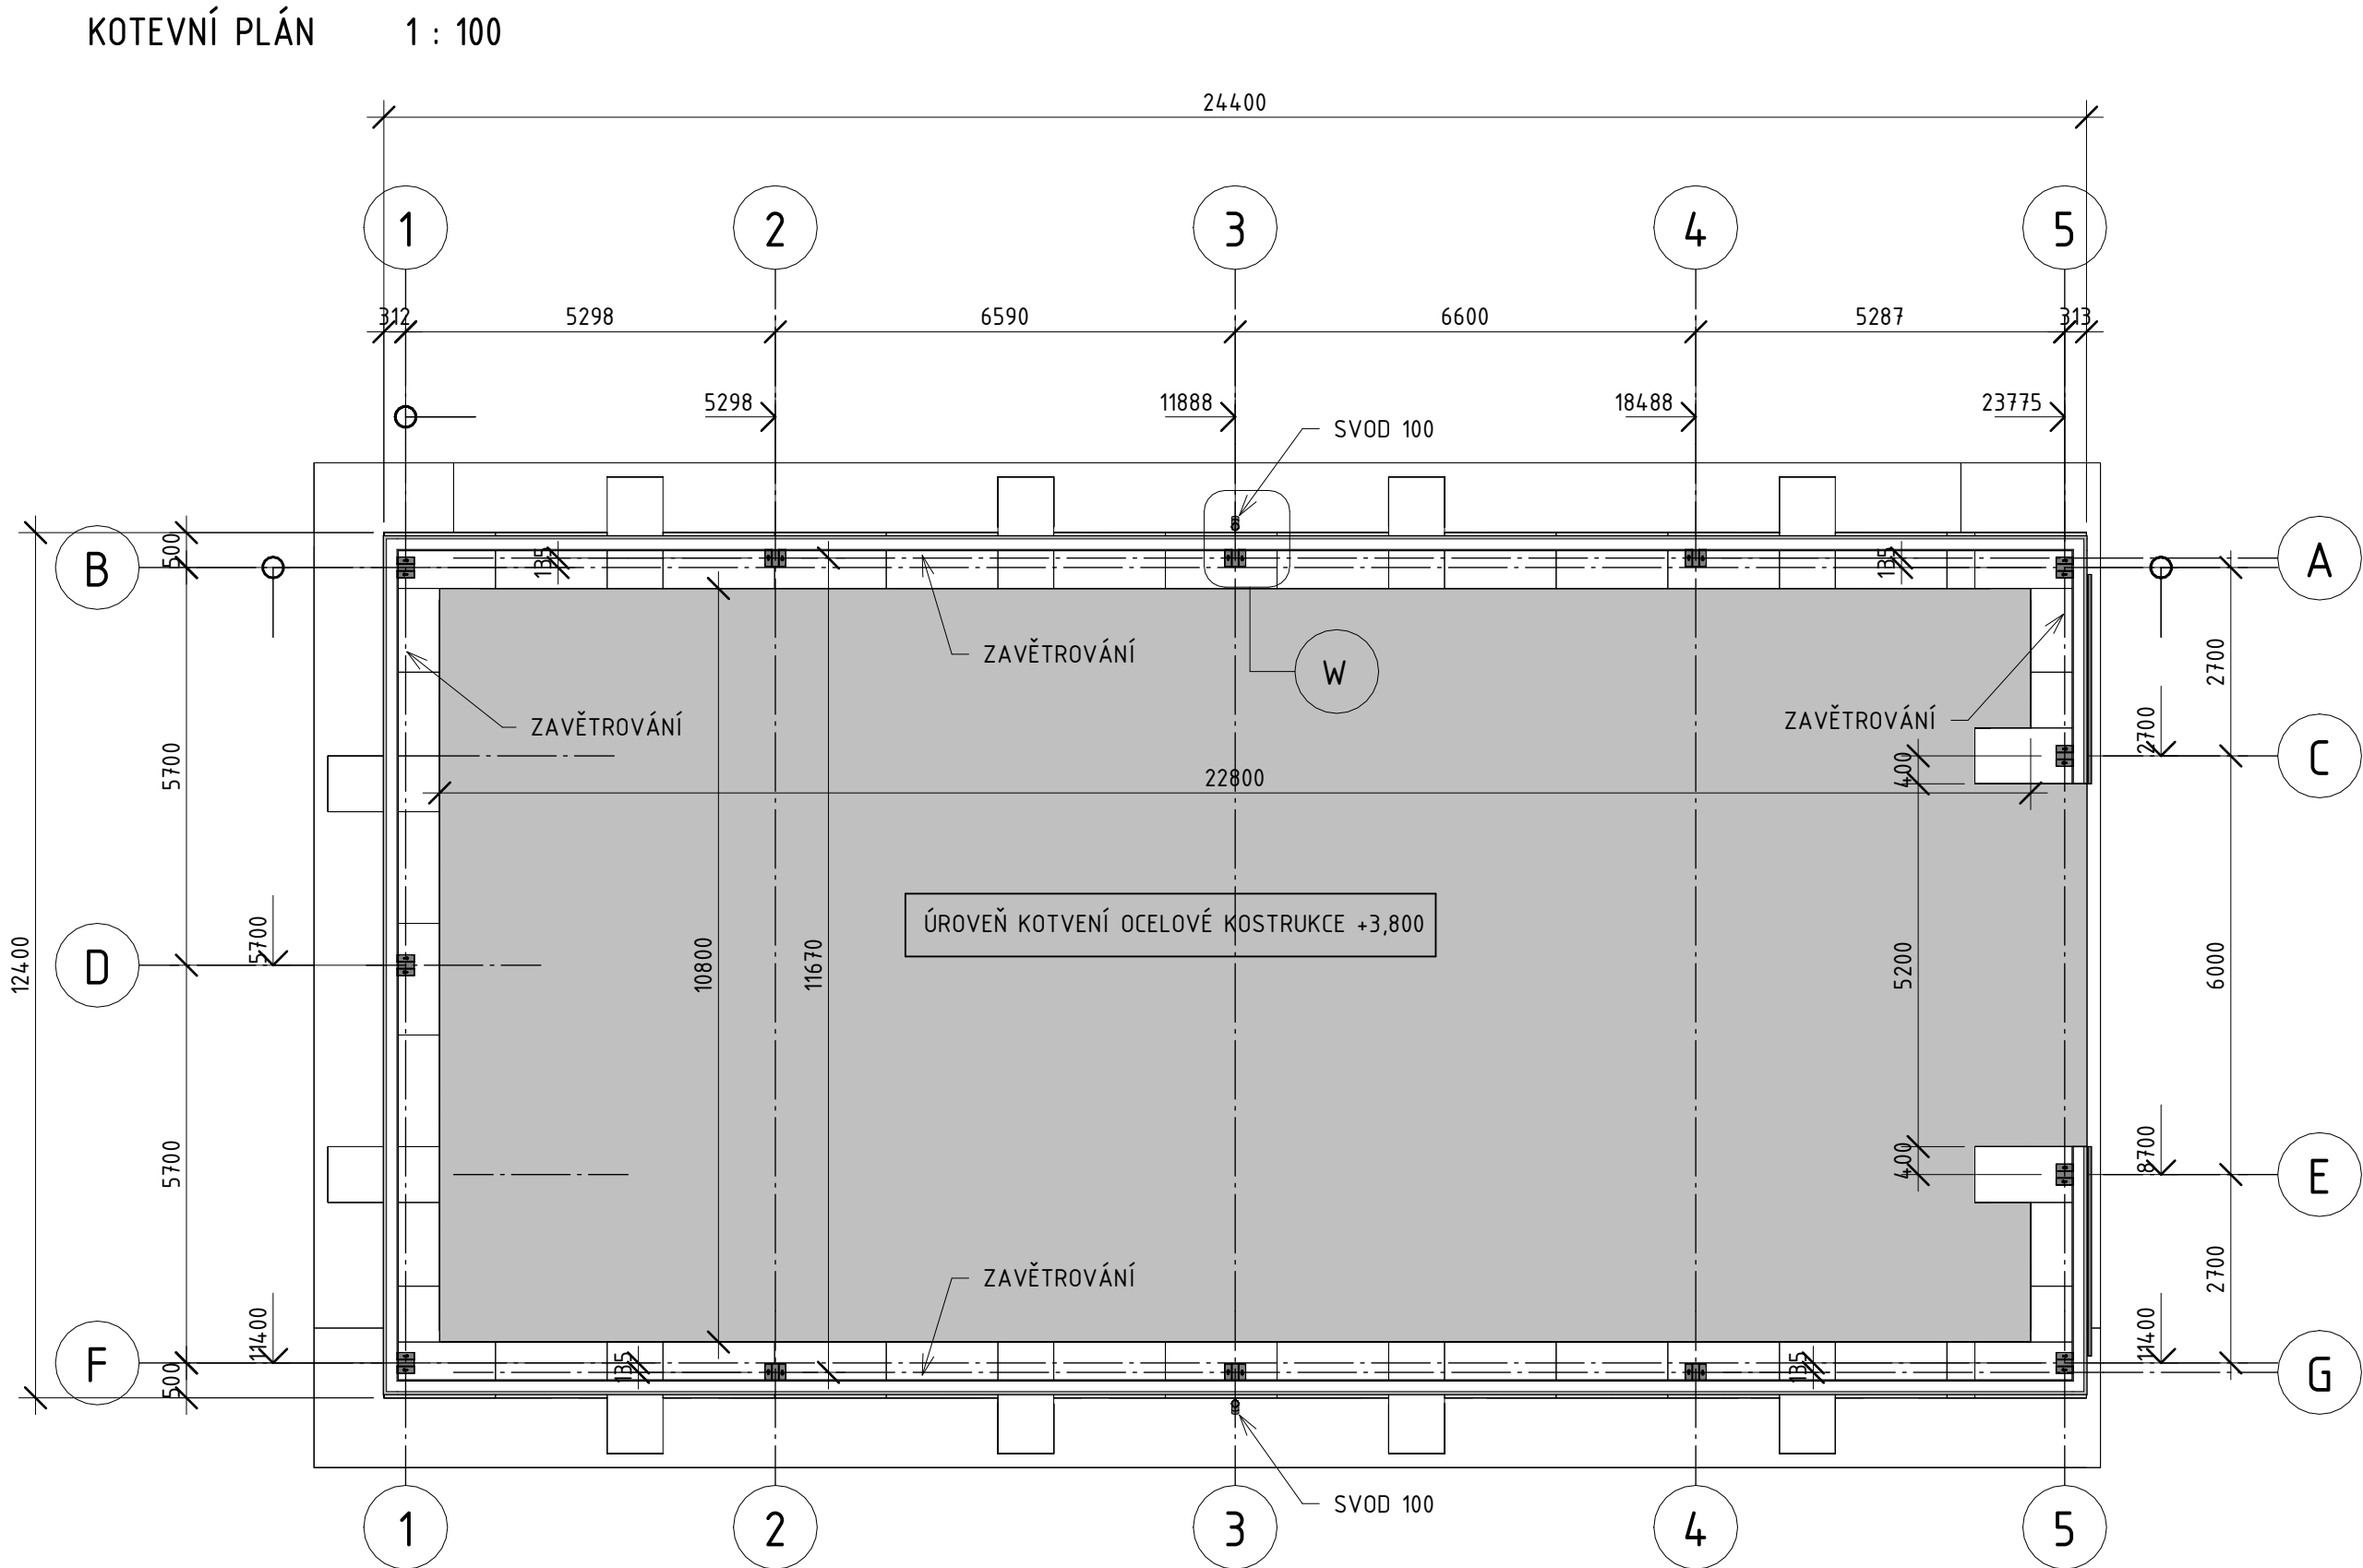 KOTEVNÍ PLÁN 1 : 100
24400
1 2 3 4 5
312 5298 6590 6600 5287 313
5298 11888 18488 23775
SVOD 100
500 135 135
B A
ZAVĚTROVÁNÍ
W
2700
ZAVĚTROVÁNÍ ZAVĚTROVÁNÍ
2700
C
5700 22800 400
ÚROVEŇ KOTVENÍ OCELOVÉ KOSTRUKCE +3,800
12400 D 5700 10800 11670 5200 6000
5700 400 8700 E
ZAVĚTROVÁNÍ
2700
11400 11400
F 500 135 135 G
SVOD 100
1 2 3 4 5